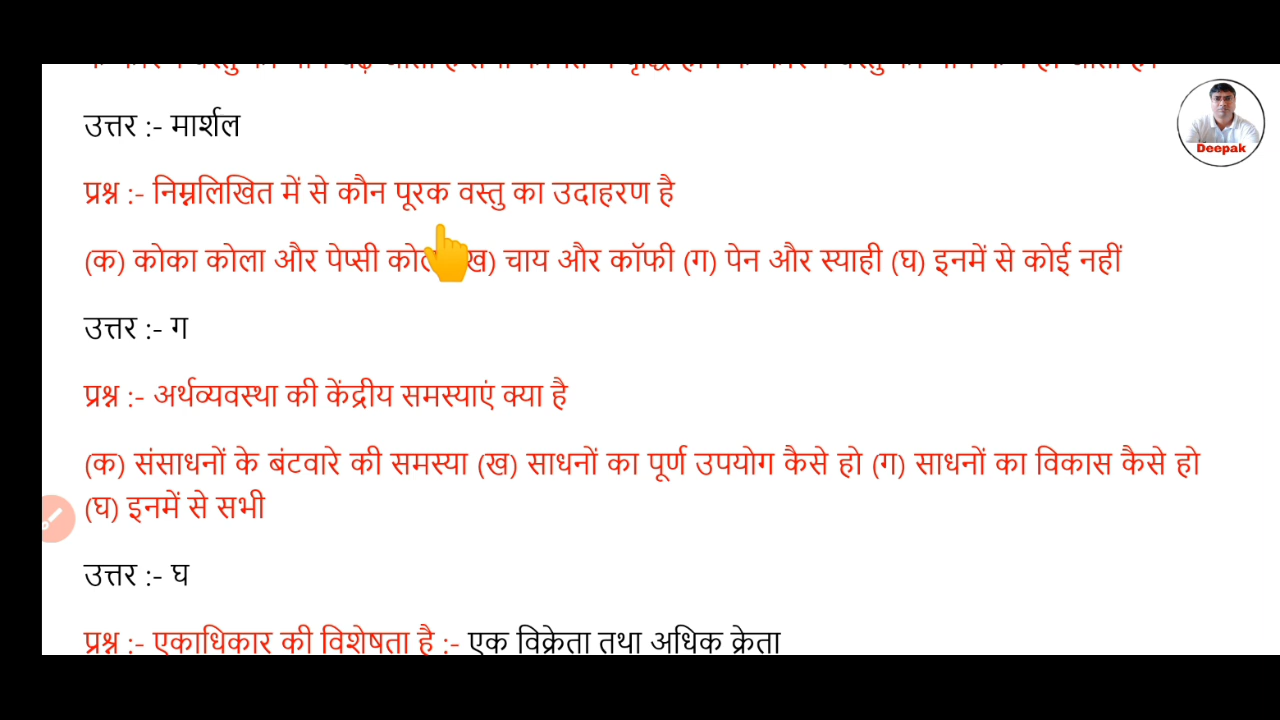 उत्तर :- मार्शल
Deepak
प्रश्न :- निम्नलिखित में से कौन पूरक वस्तु का उदाहरण है
(क) कोका कोला और पेप्सी ख) चाय और कॉफी (ग) पेन और स्याही (घ) इनमें से कोई नहीं
उत्तर :- ग
प्रश्न :- अर्थव्यवस्था की केंद्रीय समस्याएं क्या है
(क) संसाधनों के बंटवारे की समस्या (ख) साधनों का पूर्ण उपयोग कैसे हो (ग) साधनों का विकास कैसे हो
(घ) इनमें से सभी
उत्तर :- घ
प्रश्न :- एकाधिकार की विशेषता है :- एक विक्रेता तथा अधिक क्रेता